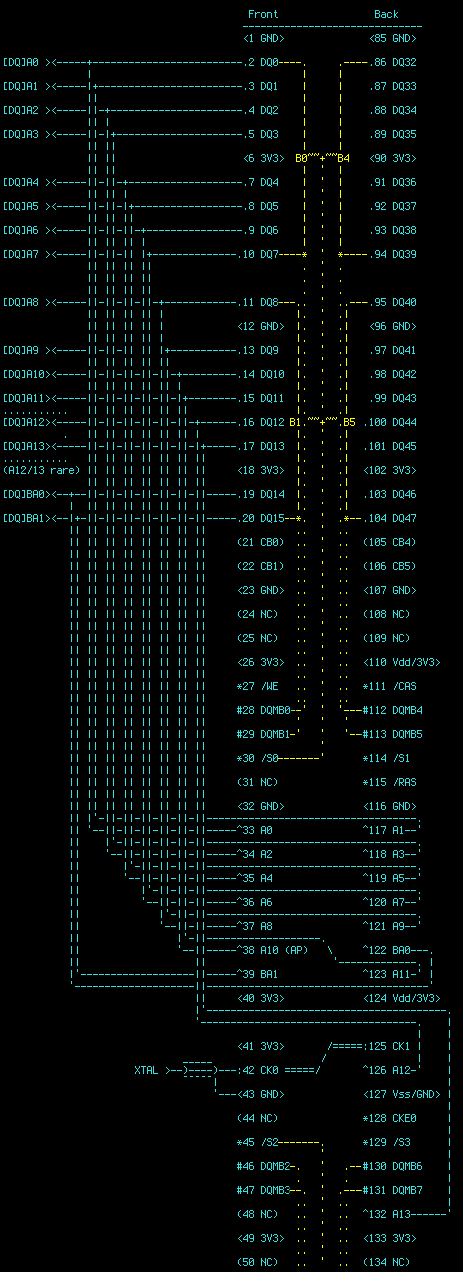 Front Back
<1 GND> <85 GND>
[DQ]A0 >< .2 DQ0 .86 DQ32
[DQ]A1 >< .3 DQ1 .87 DQ33
[DQ]A2 >< .4 DQ2 .88 DQ34
[DQ]A3 >< .5 DQ3 .89 DQ35
<6 3V3> B0~~+~~B4 <90 3V3>
[DQ]A4 >< .7 DQ4 .91 DQ36
[DQ]A5 >< .8 DQ5 .92 DQ37
[DQ]A6 >< .9 DQ6 .93 DQ38
[DQ]A7 >< .10 DQ7 .94 DQ39
[DQ]A8 >< .11 DQ8 .95 DQ40
<12 GND> <96 GND>
[DQ]A9 >< .13 DQ9 .97 DQ41
[DQ]A10 >< .14 DQ10 .98 DQ42
[DQ]A11 >< .15 DQ11 .99 DQ43
[DQ]A12 >< .16 DQ12 B1.~~+~~.B5 .100 DQ44
[DQ]A13 >< .17 DQ13 .101 DQ45
(A12/13 rare) <18 3V3> <102 3V3>
[DQ]BA0 >< .19 DQ14 .103 DQ46
[DQ]BA1 >< .20 DQ15 .104 DQ47
(21 CB0) (105 CB4)
(22 CB1) (106 CB5)
<23 GND> <107 GND>
(24 NC) (108 NC)
(25 NC) (109 NC)
<26 3V3> <110 Vdd/3V3>
*27 /WE *111 /CAS
#28 DQMB0 #112 DQMB4
#29 DQMB1 #113 DQMB5
*30 /S0 *114 /S1
(31 NC) *115 /RAS
<32 GND> <116 GND>
^33 A0 ^117 A1
^34 A2 ^118 A3
^35 A4 ^119 A5
^36 A6 ^120 A7
^37 A8 ^121 A9
^38 A10 (AP) ^122 BA0
^39 BA1 ^123 A11
<40 3V3> <124 Vdd/3V3>
<41 3V3> :125 CK1
XTAL > :42 CK0 ^126 A12
<43 GND> <127 Vss/GND>
(44 NC) *128 CKE0
*45 /S2 *129 /S3
#46 DQMB2 #130 DQMB6
#47 DQMB3 #131 DQMB7
(48 NC) ^132 A13
<49 3V3> <133 3V3>
(50 NC) (134 NC)